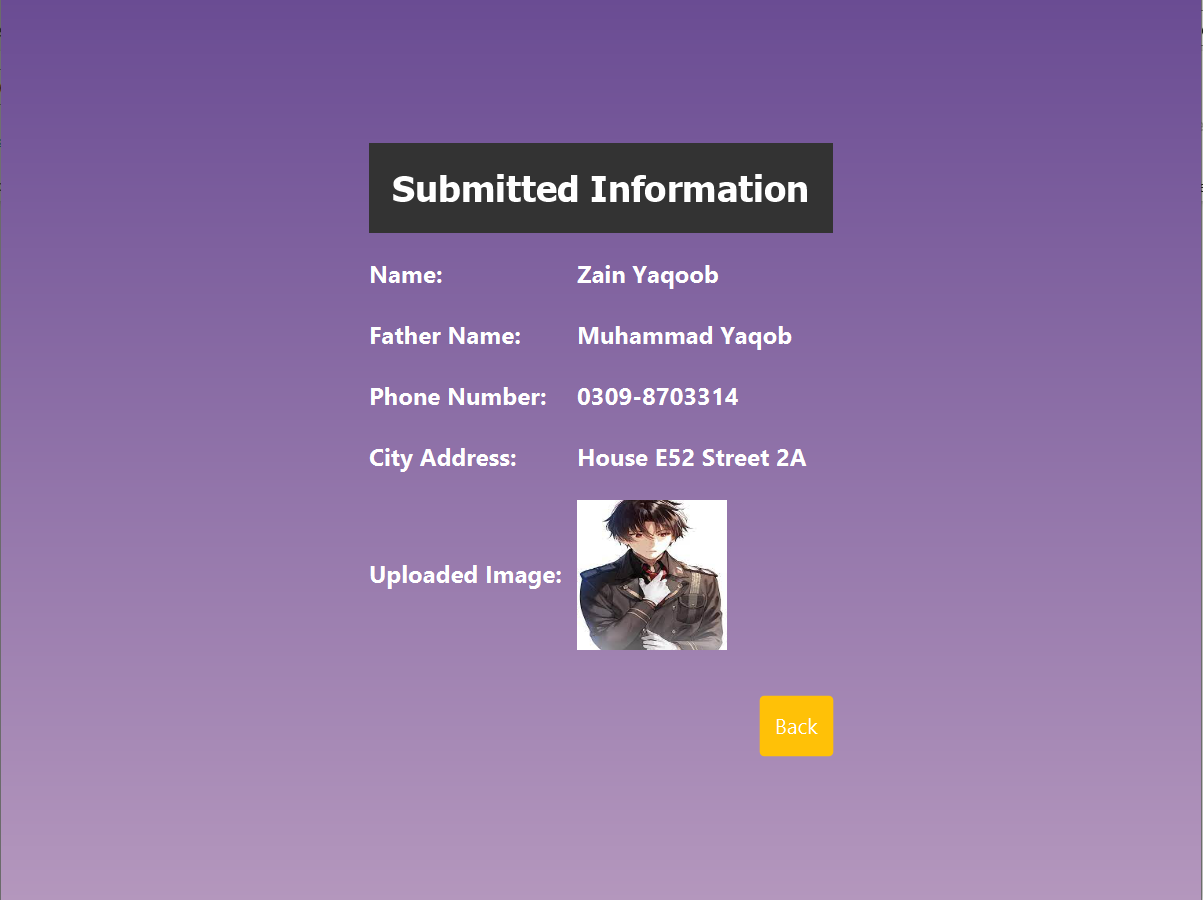 Submitted Information
Name: Zain Yaqoob
Father Name: Muhammad Yaqob
Phone Number: 0309-8703314
City Address: House E52 Street 2A
Uploaded Image:
Back